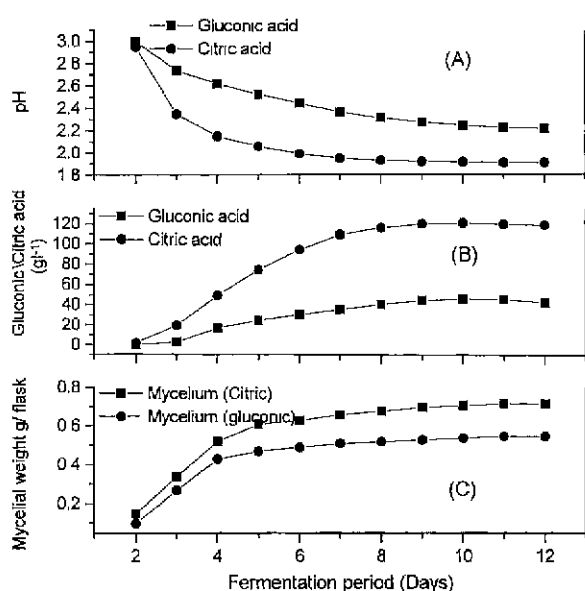 Gluconic acid
Citric acid
(A)
pH
3.0
2.8
2.6
2.4
2.2
2.0
1.8
Gluconic acid
Citric acid
(B)
Gluconic\Citric acid
(gl-1)
120
100
80
60
40
20
0
Mycelium (Citric)
Mycelium (gluconic)
(C)
Mycelial weight g/ flask
0.8
0.6
0.4
0.2
2 4 6 8 10 12
Fermentation period (Days)